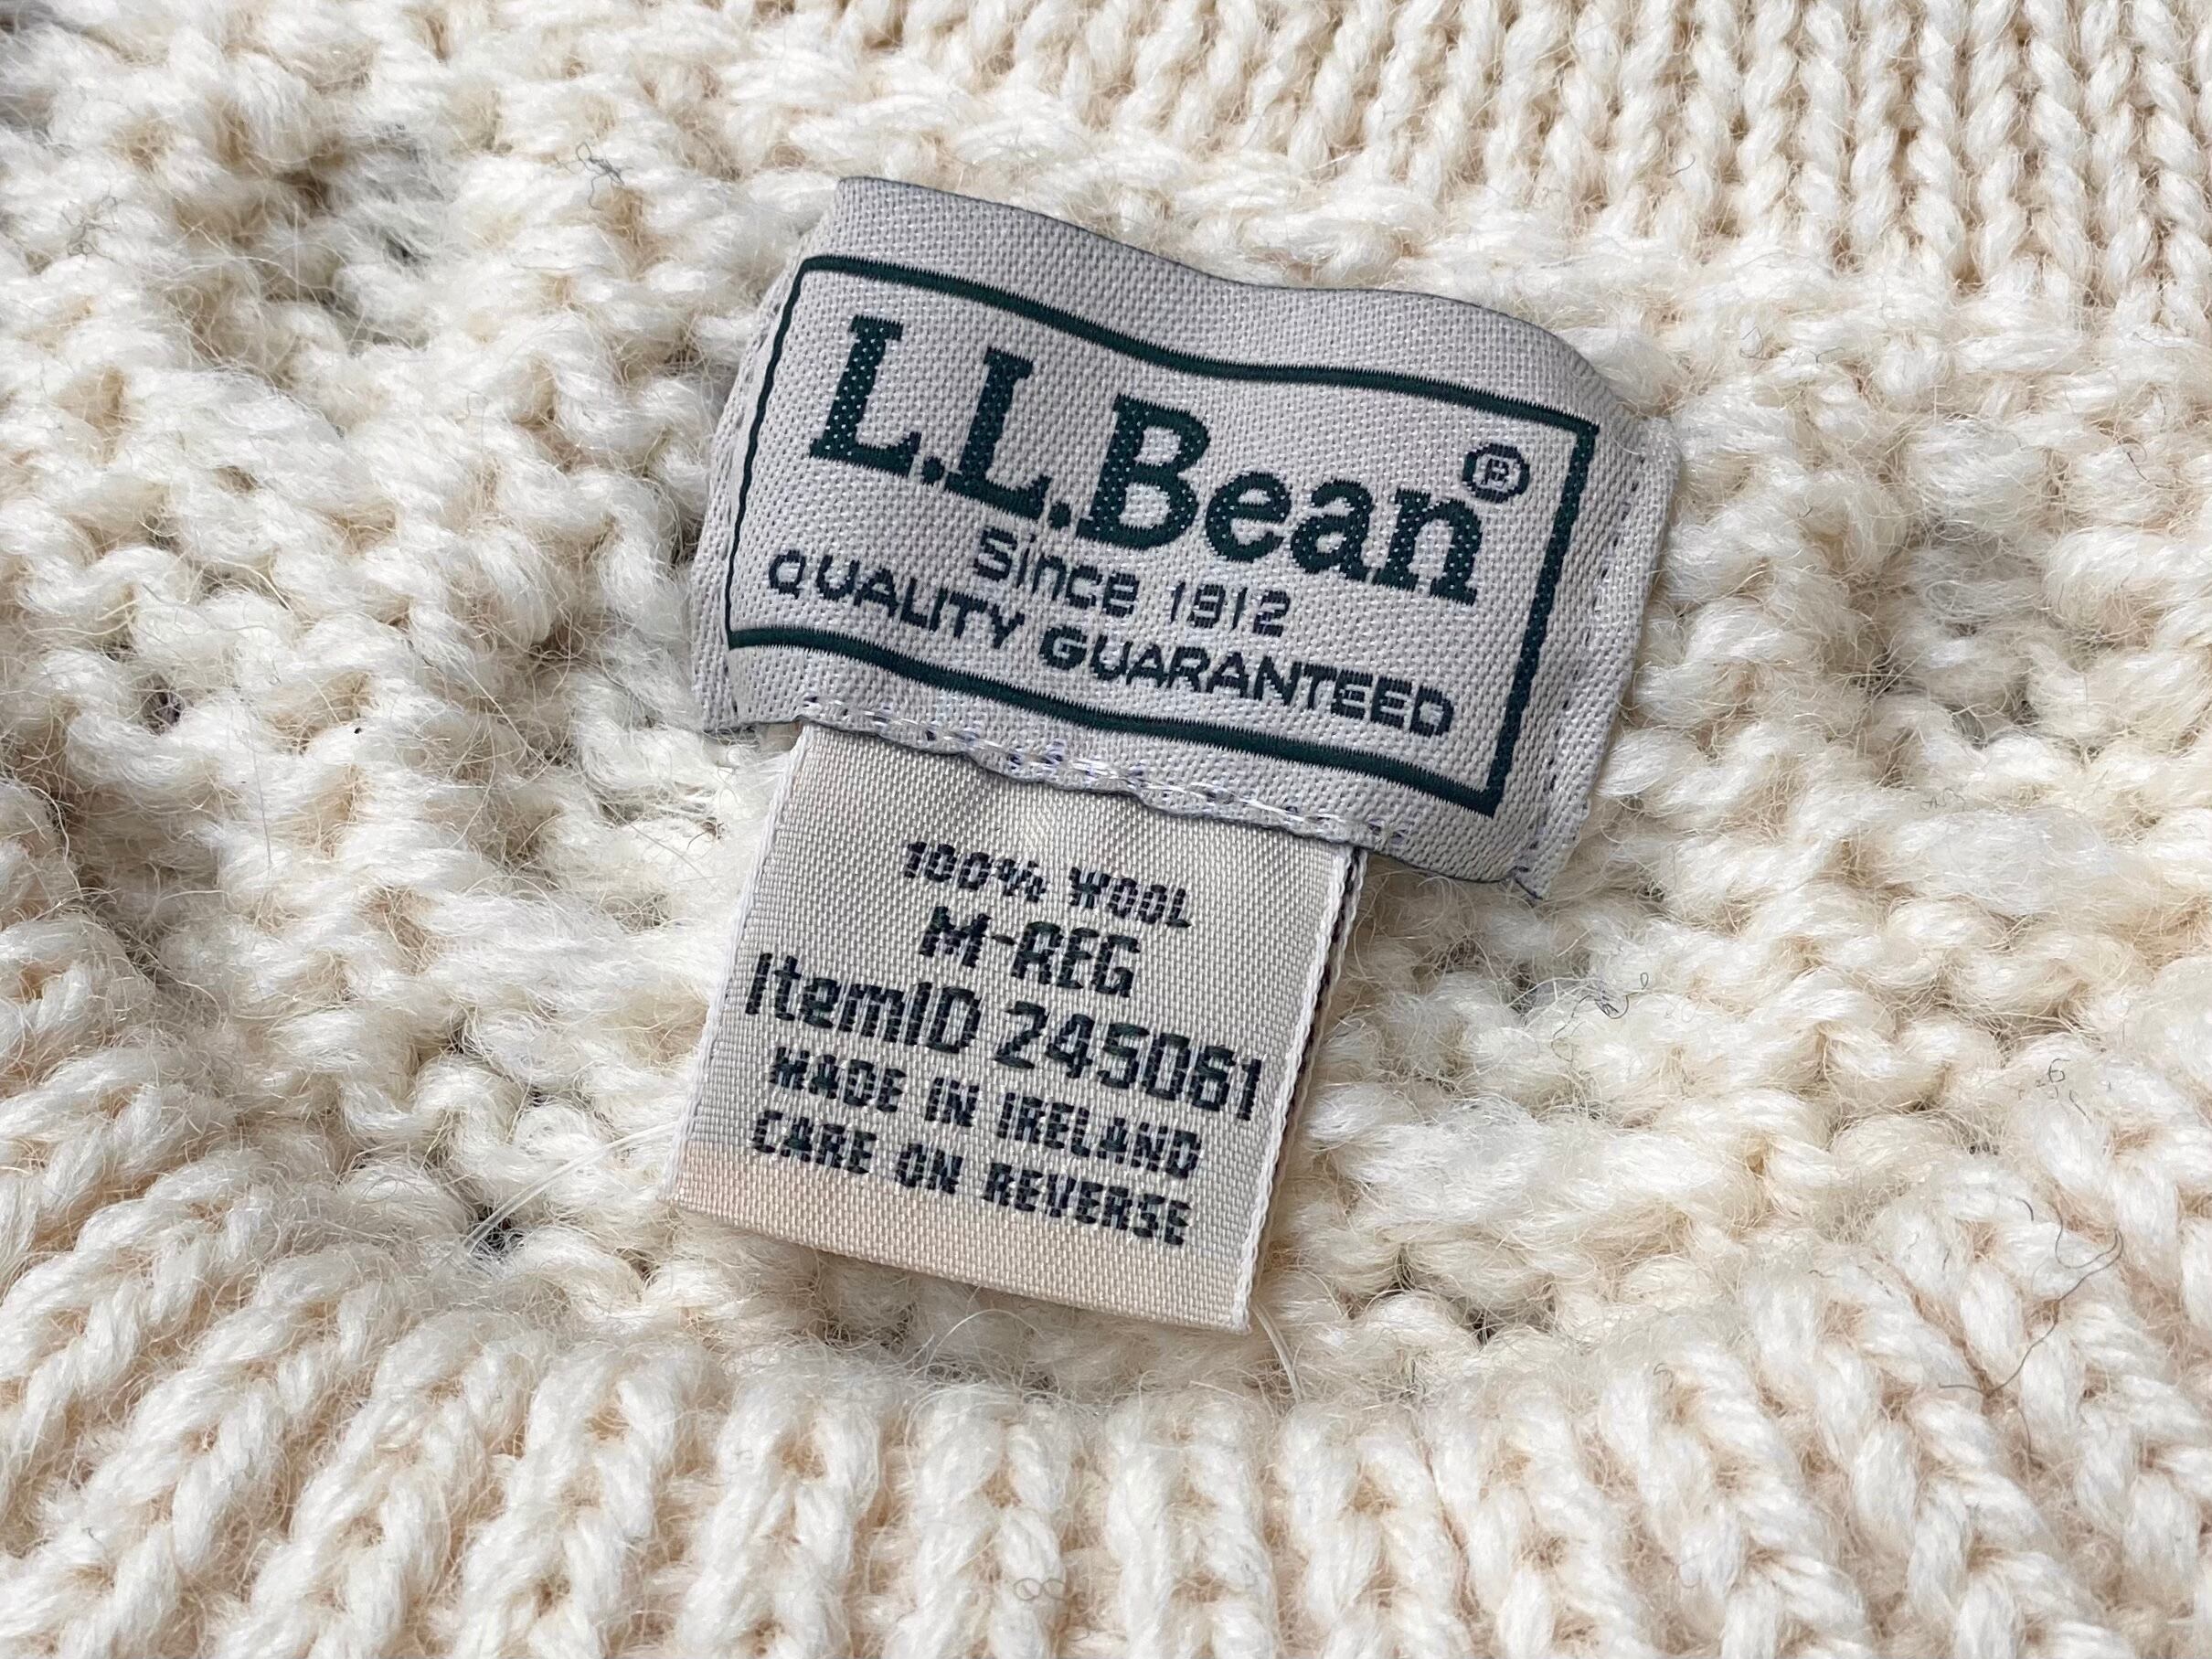 L.L.Bean®
Since 1912
QUALITY GUARANTEED
100% WOOL
M-REG
ItemID 245061
MADE IN IRELAND
CARE ON REVERSE